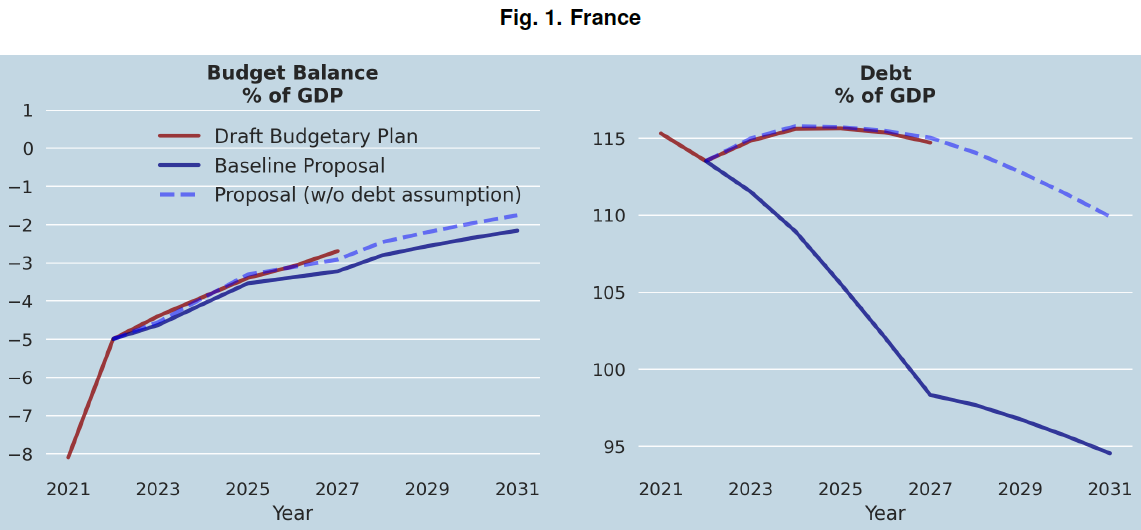 Fig. 1. France
Budget Balance
% of GDP
1
0
−1
−2
−3
−4
−5
−6
−7
−8
Draft Budgetary Plan
Baseline Proposal
Proposal (w/o debt assumption)
2021 2023 2025 2027 2029 2031
Year
Debt
% of GDP
115
110
105
100
95
2021 2023 2025 2027 2029 2031
Year